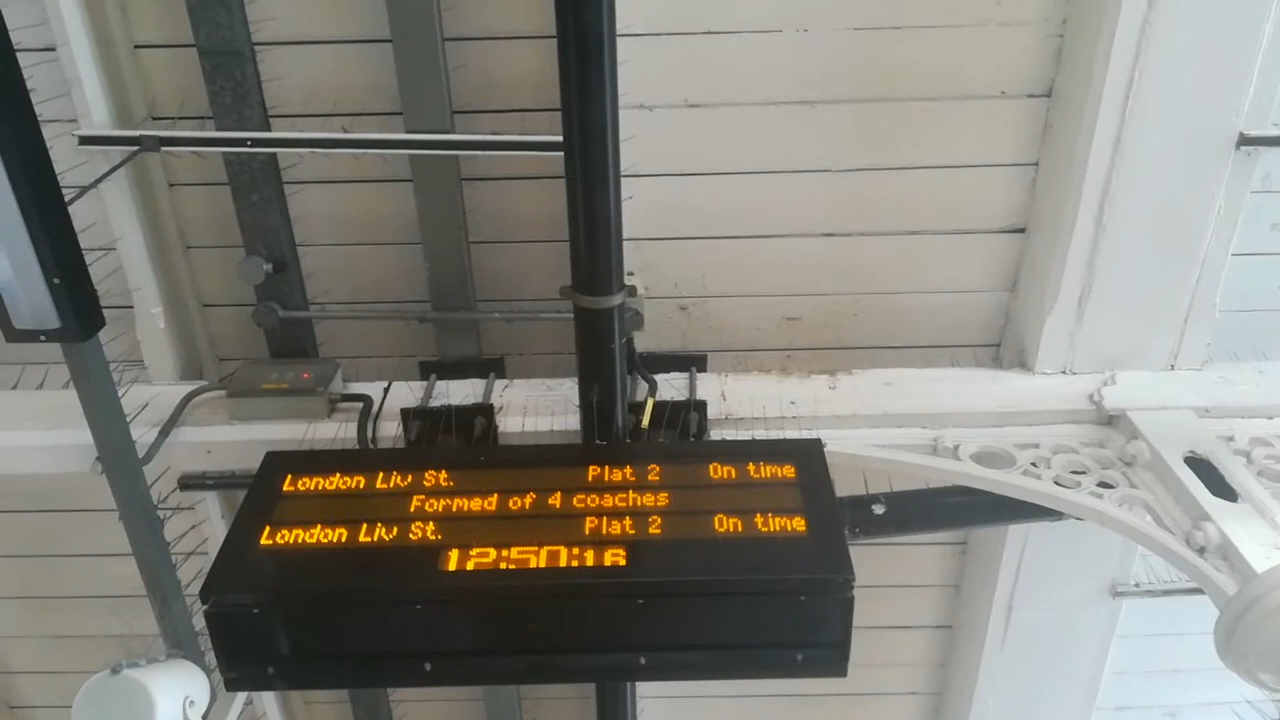 London Liv St. Plat 2 On time
Formed of 4 coaches
London Liv St. Plat 2 On time
12:50:16